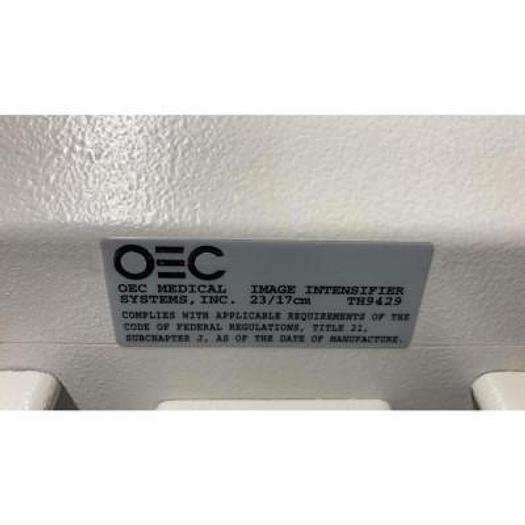 OEC
OEC MEDICAL IMAGE INTENSIFIER
SYSTEMS, INC. 23/17cm TH9429
COMPLIES WITH APPLICABLE REQUIREMENTS OF THE
CODE OF FEDERAL REGULATIONS, TITLE 21,
SUBCHAPTER J, AS OF THE DATE OF MANUFACTURE.